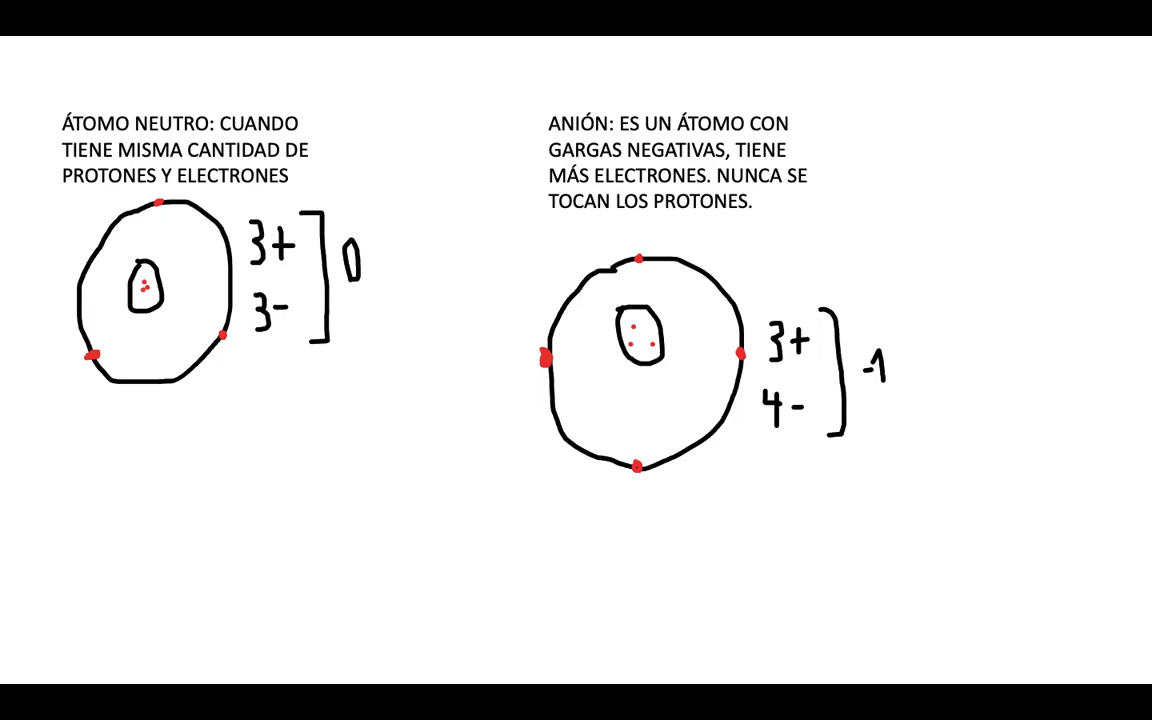 ÁTOMO NEUTRO: CUANDO
TIENE MISMA CANTIDAD DE
PROTONES Y ELECTRONES
3+
3-
0
ANIÓN: ES UN ÁTOMO CON
GARGAS NEGATIVAS, TIENE
MÁS ELECTRONES. NUNCA SE
TOCAN LOS PROTONES.
3+
4-
-1